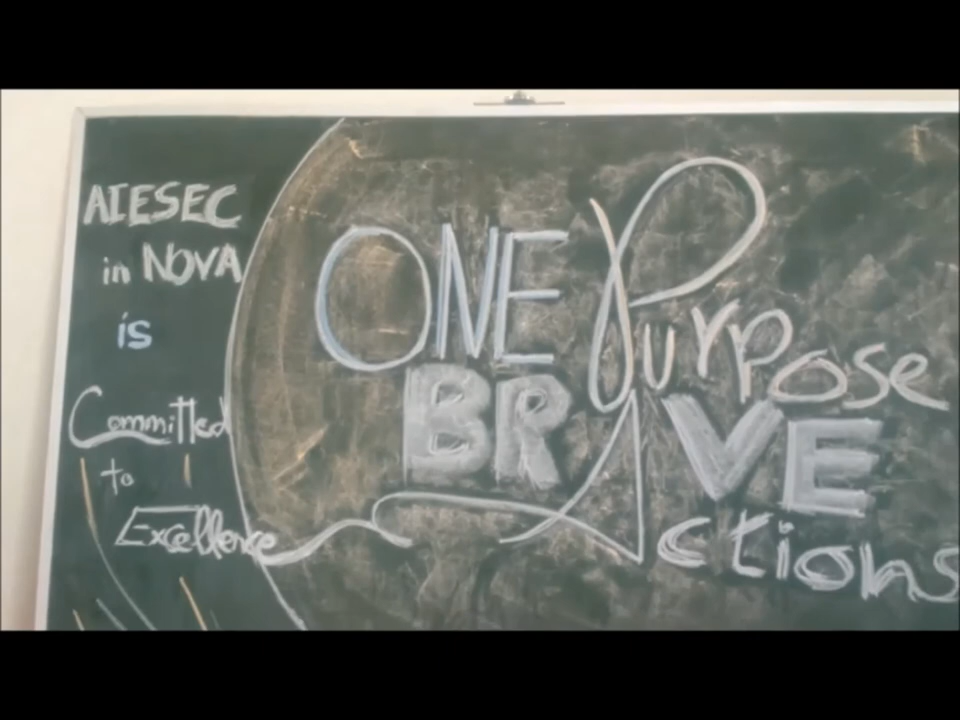 AIESEC
in NOVA
is
Committed
to
Excellence
ONE Purpose
BRAVE
Actions